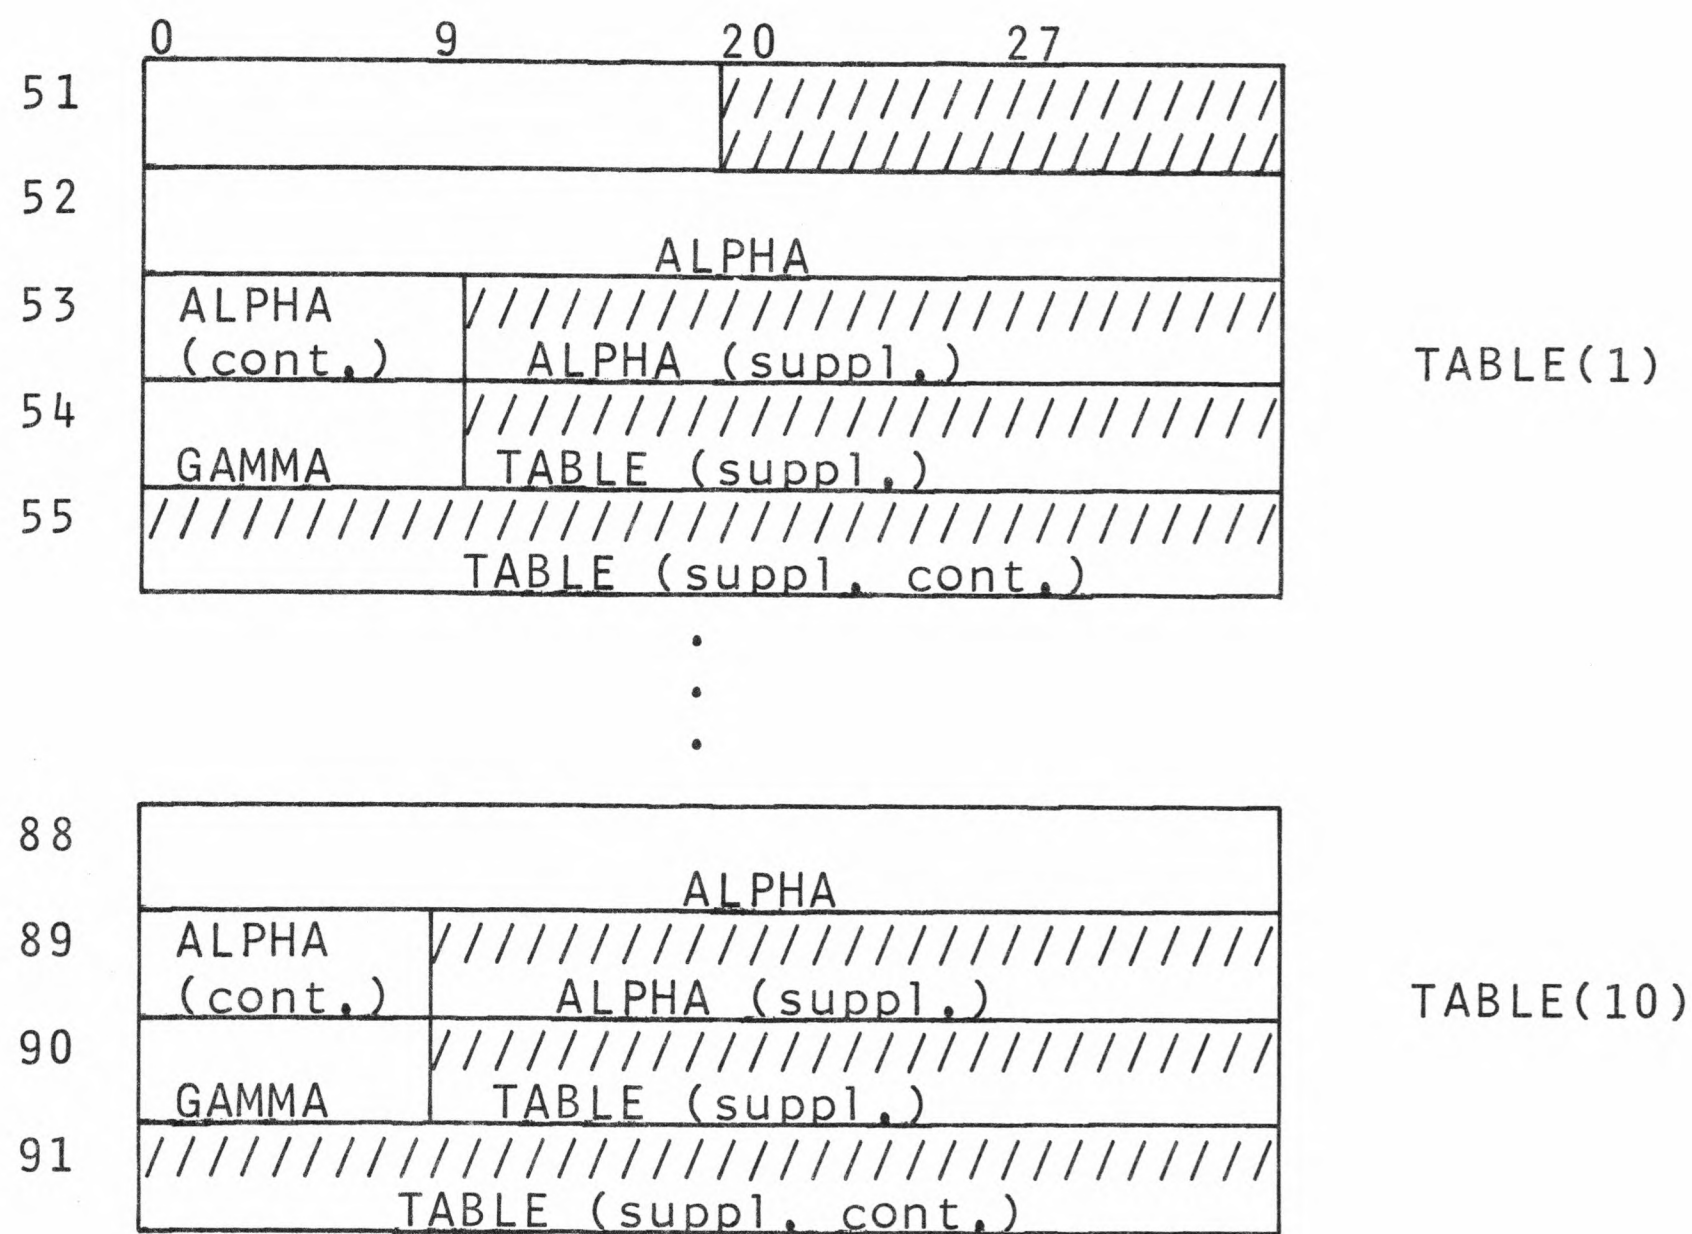 0 9 20 27
51
52
ALPHA
53 ALPHA
(cont.) ALPHA (suppl.) TABLE(1)
54
GAMMA TABLE (suppl.)
55
TABLE (suppl. cont.)
88
ALPHA
89 ALPHA
(cont.) ALPHA (suppl.) TABLE(10)
90
GAMMA TABLE (suppl.)
91
TABLE (suppl. cont.)